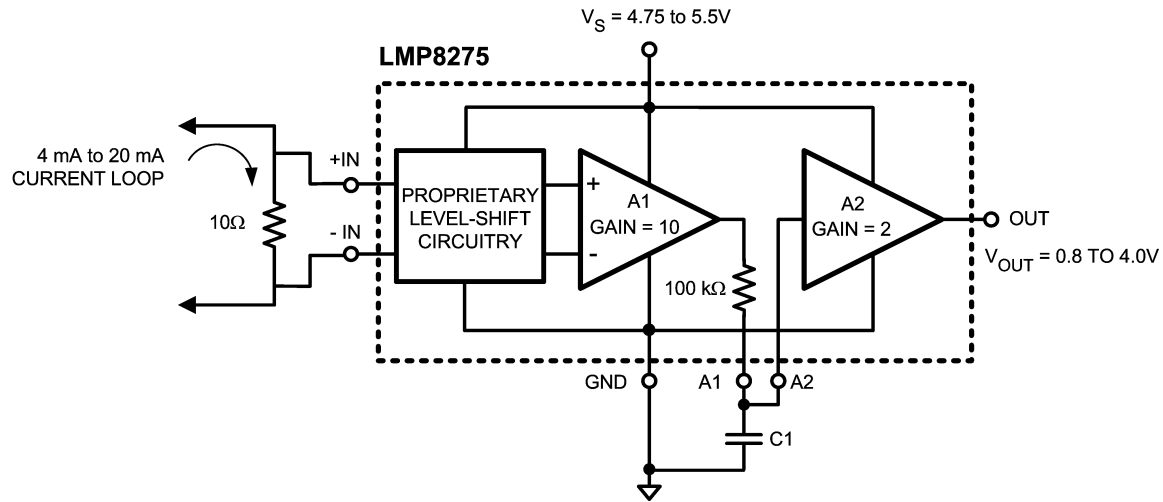 V_S = 4.75 to 5.5V
LMP8275
4 mA to 20 mA
CURRENT LOOP
10Ω
+IN
- IN
PROPRIETARY
LEVEL-SHIFT
CIRCUITRY
+
-
A1
GAIN = 10
100 kΩ
A2
GAIN = 2
OUT
V_OUT = 0.8 TO 4.0V
GND
A1
A2
C1